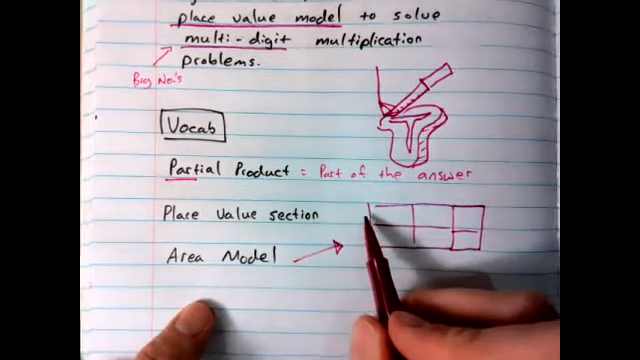 place value model to solve
multi-digit multiplication
problems.
Big No's
Vocab
Partial Product = Part of the answer
Place Value section
Area Model